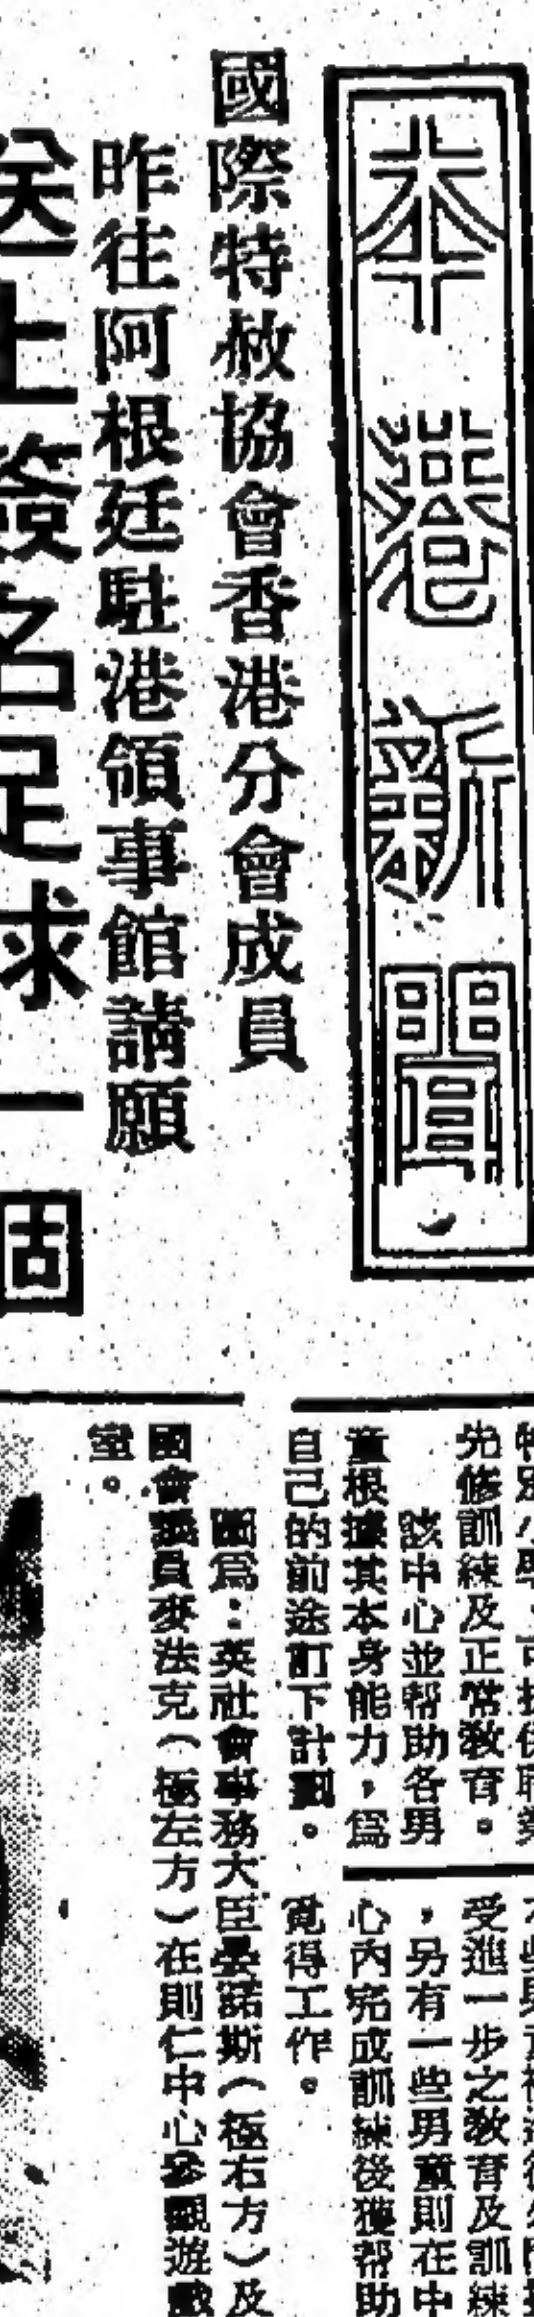 本港新聞
國際特赦協會香港分會成員
昨往阿根廷駐港領事館請願
送上簽名足球一個
先修訓練及正常教育。
該中心並幫助各男
童根據其本身能力，爲
自己的前途訂下計劃。
受進一步之教育及訓練
，另有一些男童則在中
心內完成訓練後獲幫助
覓得工作。
圖爲：英社會事務大臣晏諾斯（極右方）及
國會議員麥法克（極左方）在則仁中心參觀遊戲
室。